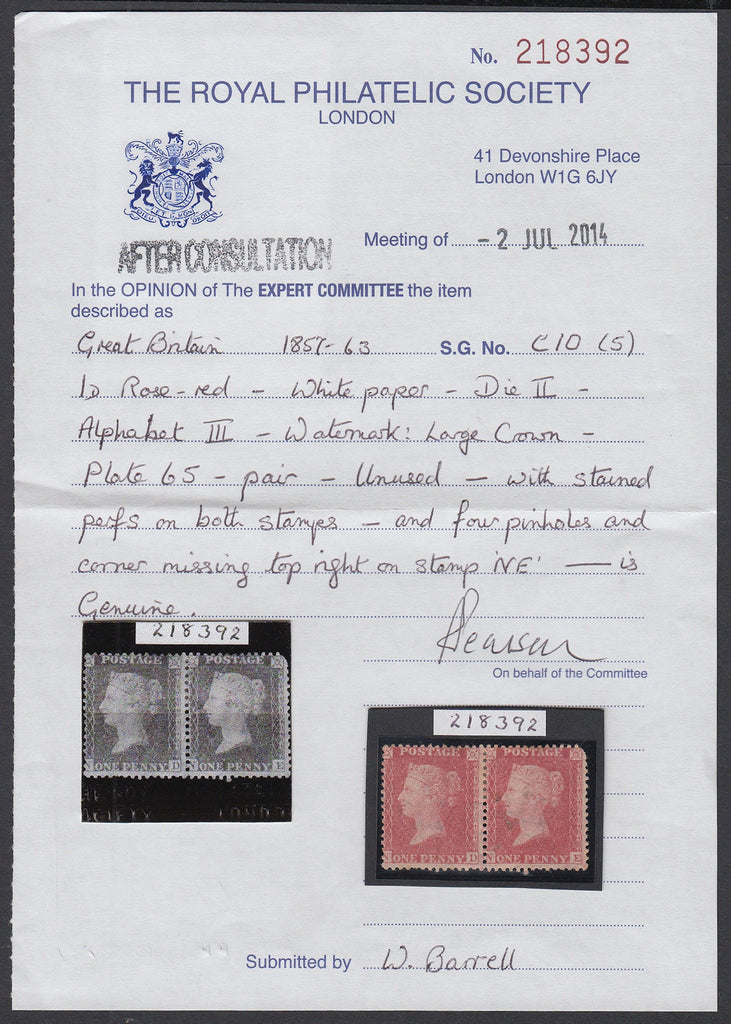 No. 218392
THE ROYAL PHILATELIC SOCIETY
LONDON
41 Devonshire Place
London W1G 6JY
AFTER CONSULTATION
Meeting of - 2 JUL 2014
In the OPINION of The EXPERT COMMITTEE the item
described as
Great Britain 1857-63 S.G. No. C10 (5)
1D Rose-red - White paper - Die II -
Alphabet III - Watermark: Large Crown -
Plate 65 - pair - Unused - with stained
perfs on both stamps - and four pinholes and
corner missing top right on stamp 'NE' — is
Genuine.
On behalf of the Committee
218392
POSTAGE POSTAGE
N ONE PENNY D N ONE PENNY E
218392
POSTAGE POSTAGE
N ONE PENNY D N ONE PENNY E
Submitted by W. Barrell